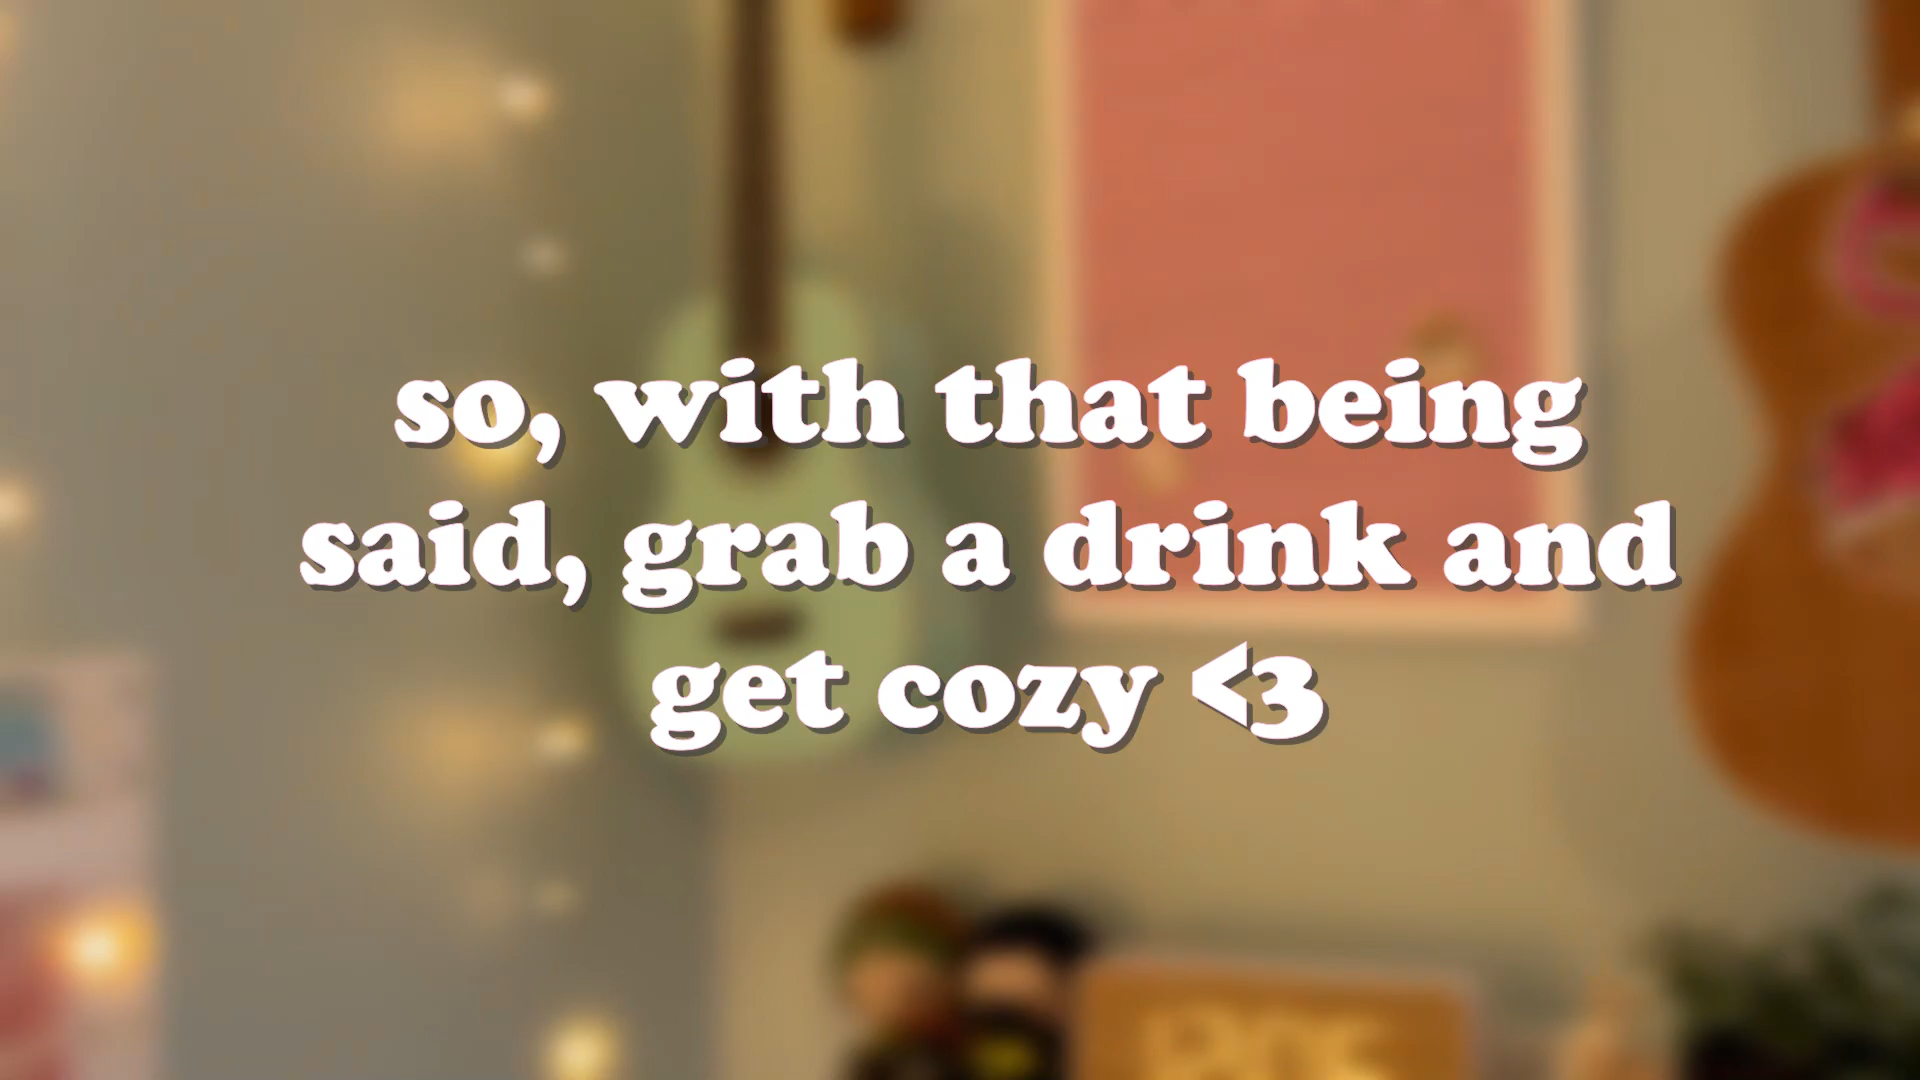 so, with that being
said, grab a drink and
get cozy <3